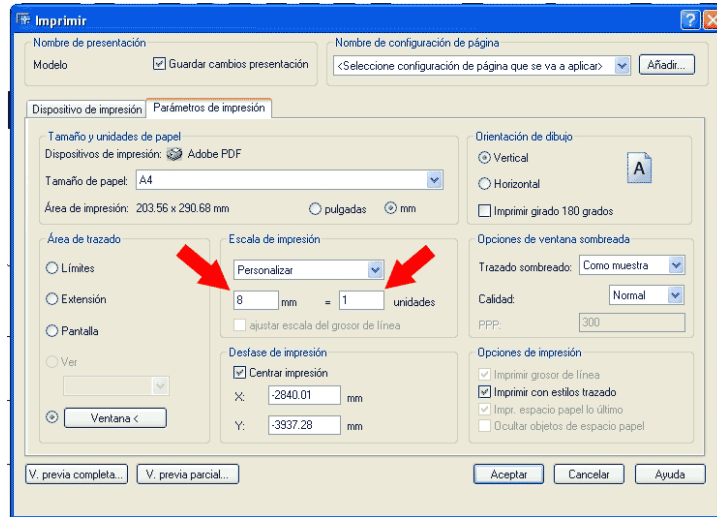 Imprimir
Nombre de presentación
Modelo
Guardar cambios presentación
Nombre de configuración de página
<Seleccione configuración de página que se va a aplicar>
Añadir...
Dispositivo de impresión
Parámetros de impresión
Tamaño y unidades de papel
Dispositivos de impresión: Adobe PDF
Tamaño de papel: A4
Área de impresión: 203.56 x 290.68 mm
pulgadas
mm
Orientación de dibujo
Vertical
Horizontal
Imprimir girado 180 grados
A
Área de trazado
Límites
Extensión
Pantalla
Ver
Ventana <
Escala de impresión
Personalizar
8 mm = 1 unidades
ajustar escala del grosor de línea
Desfase de impresión
Centrar impresión
X: -2840.01 mm
Y: -3937.28 mm
Opciones de ventana sombreada
Trazado sombreado: Como muestra
Calidad: Normal
PPP: 300
Opciones de impresión
Imprimir grosor de línea
Imprimir con estilos trazado
Impr. espacio papel lo último
Ocultar objetos de espacio papel
V. previa completa...
V. previa parcial...
Aceptar
Cancelar
Ayuda